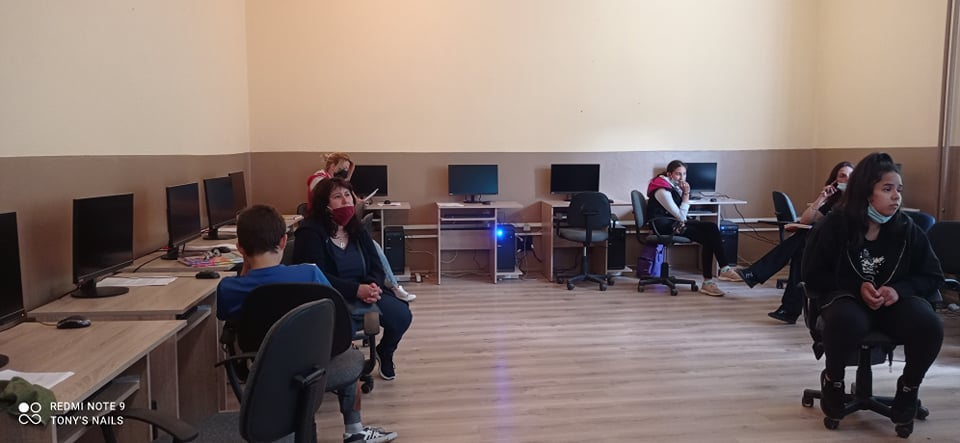 REDMI NOTE 9
TONY'S NAILS